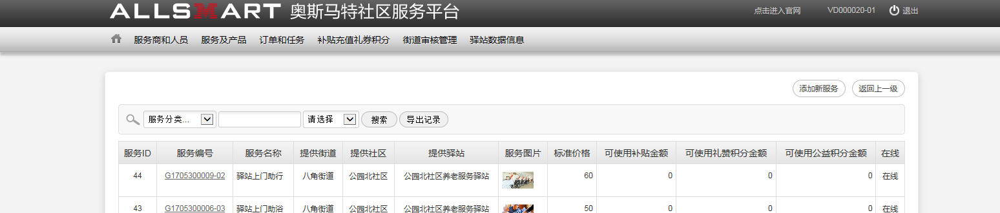 ALLSMART 奥斯马特社区服务平台 点击进入官网 VD000020-01 退出
服务商和人员 服务及产品 订单和任务 补贴充值礼券积分 街道审核管理 驿站数据信息
添加新服务 返回上一级
服务分类... 请选择 搜索 导出记录
服务ID 服务编号 服务名称 提供街道 提供社区 提供驿站 服务图片 标准价格 可使用补贴金额 可使用礼赞积分金额 可使用公益积分金额 在线
44 G1705300009-02 驿站上门助行 八角街道 公园北社区 公园北社区养老服务驿站 60 0 0 0 在线
43 G1705300006-03 驿站上门助浴 八角街道 公园北社区 公园北社区养老服务驿站 50 0 0 0 在线